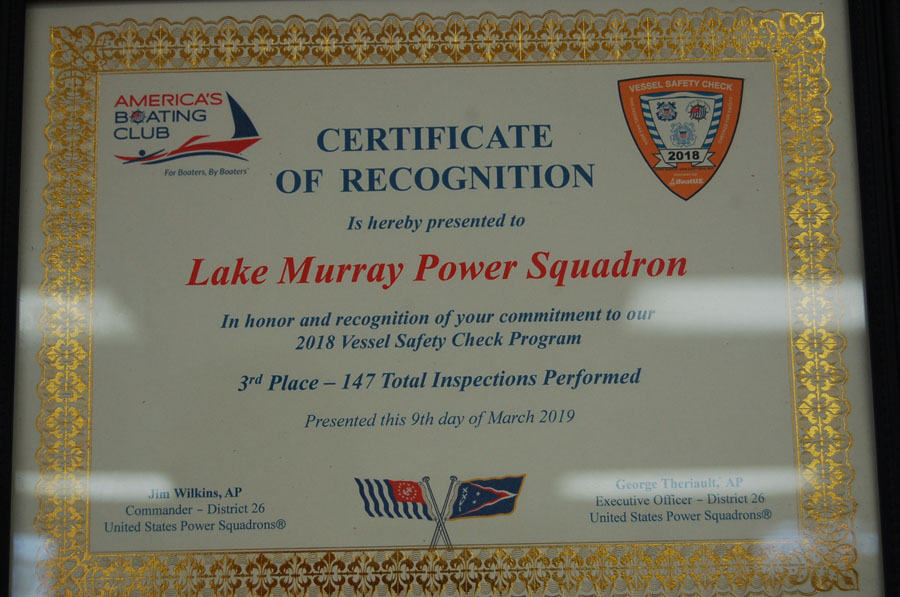 AMERICA'S
BOATING
CLUB
For Boaters, By Boaters
VESSEL SAFETY CHECK
2018
BoatU.S.
CERTIFICATE
OF RECOGNITION
Is hereby presented to
Lake Murray Power Squadron
In honor and recognition of your commitment to our
2018 Vessel Safety Check Program
3rd Place – 147 Total Inspections Performed
Presented this 9th day of March 2019
Jim Wilkins, AP
Commander – District 26
United States Power Squadrons®
George Theriault, AP
Executive Officer – District 26
United States Power Squadrons®